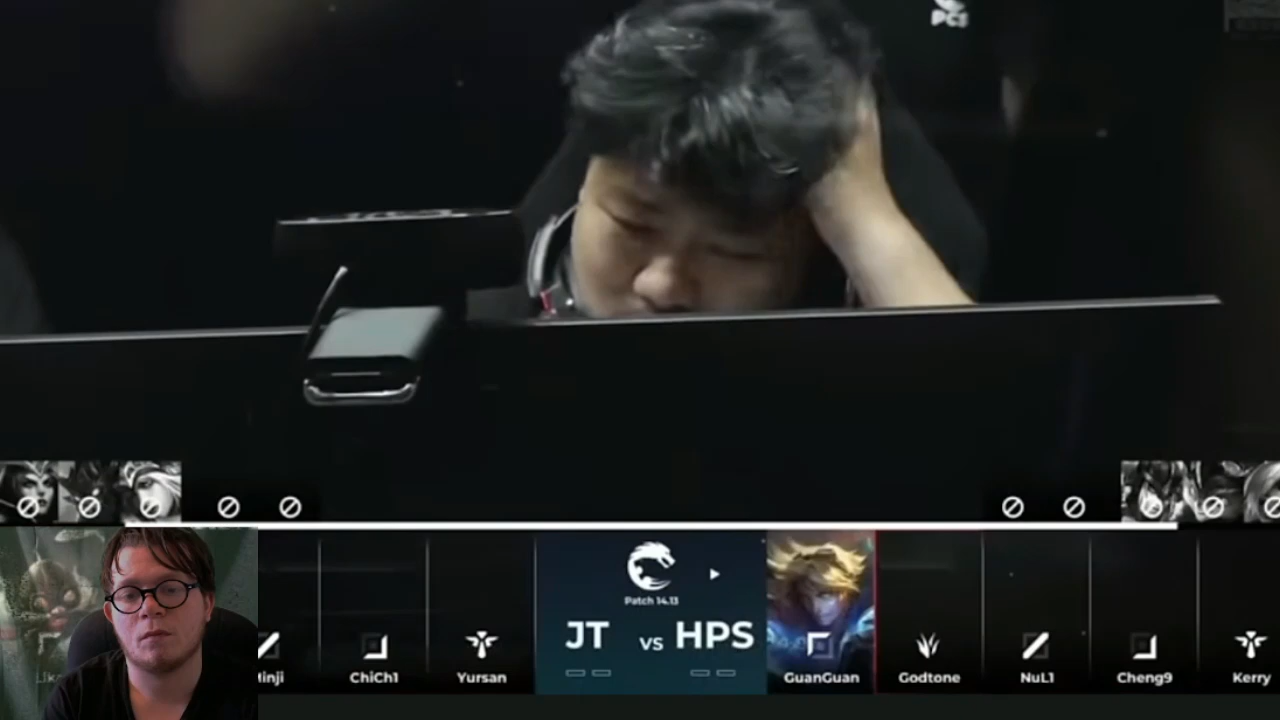 PCS
Patch 14.13
JT vs HPS
ChiCh1 Yursan GuanGuan Godtone NuL1 Cheng9 Kerry